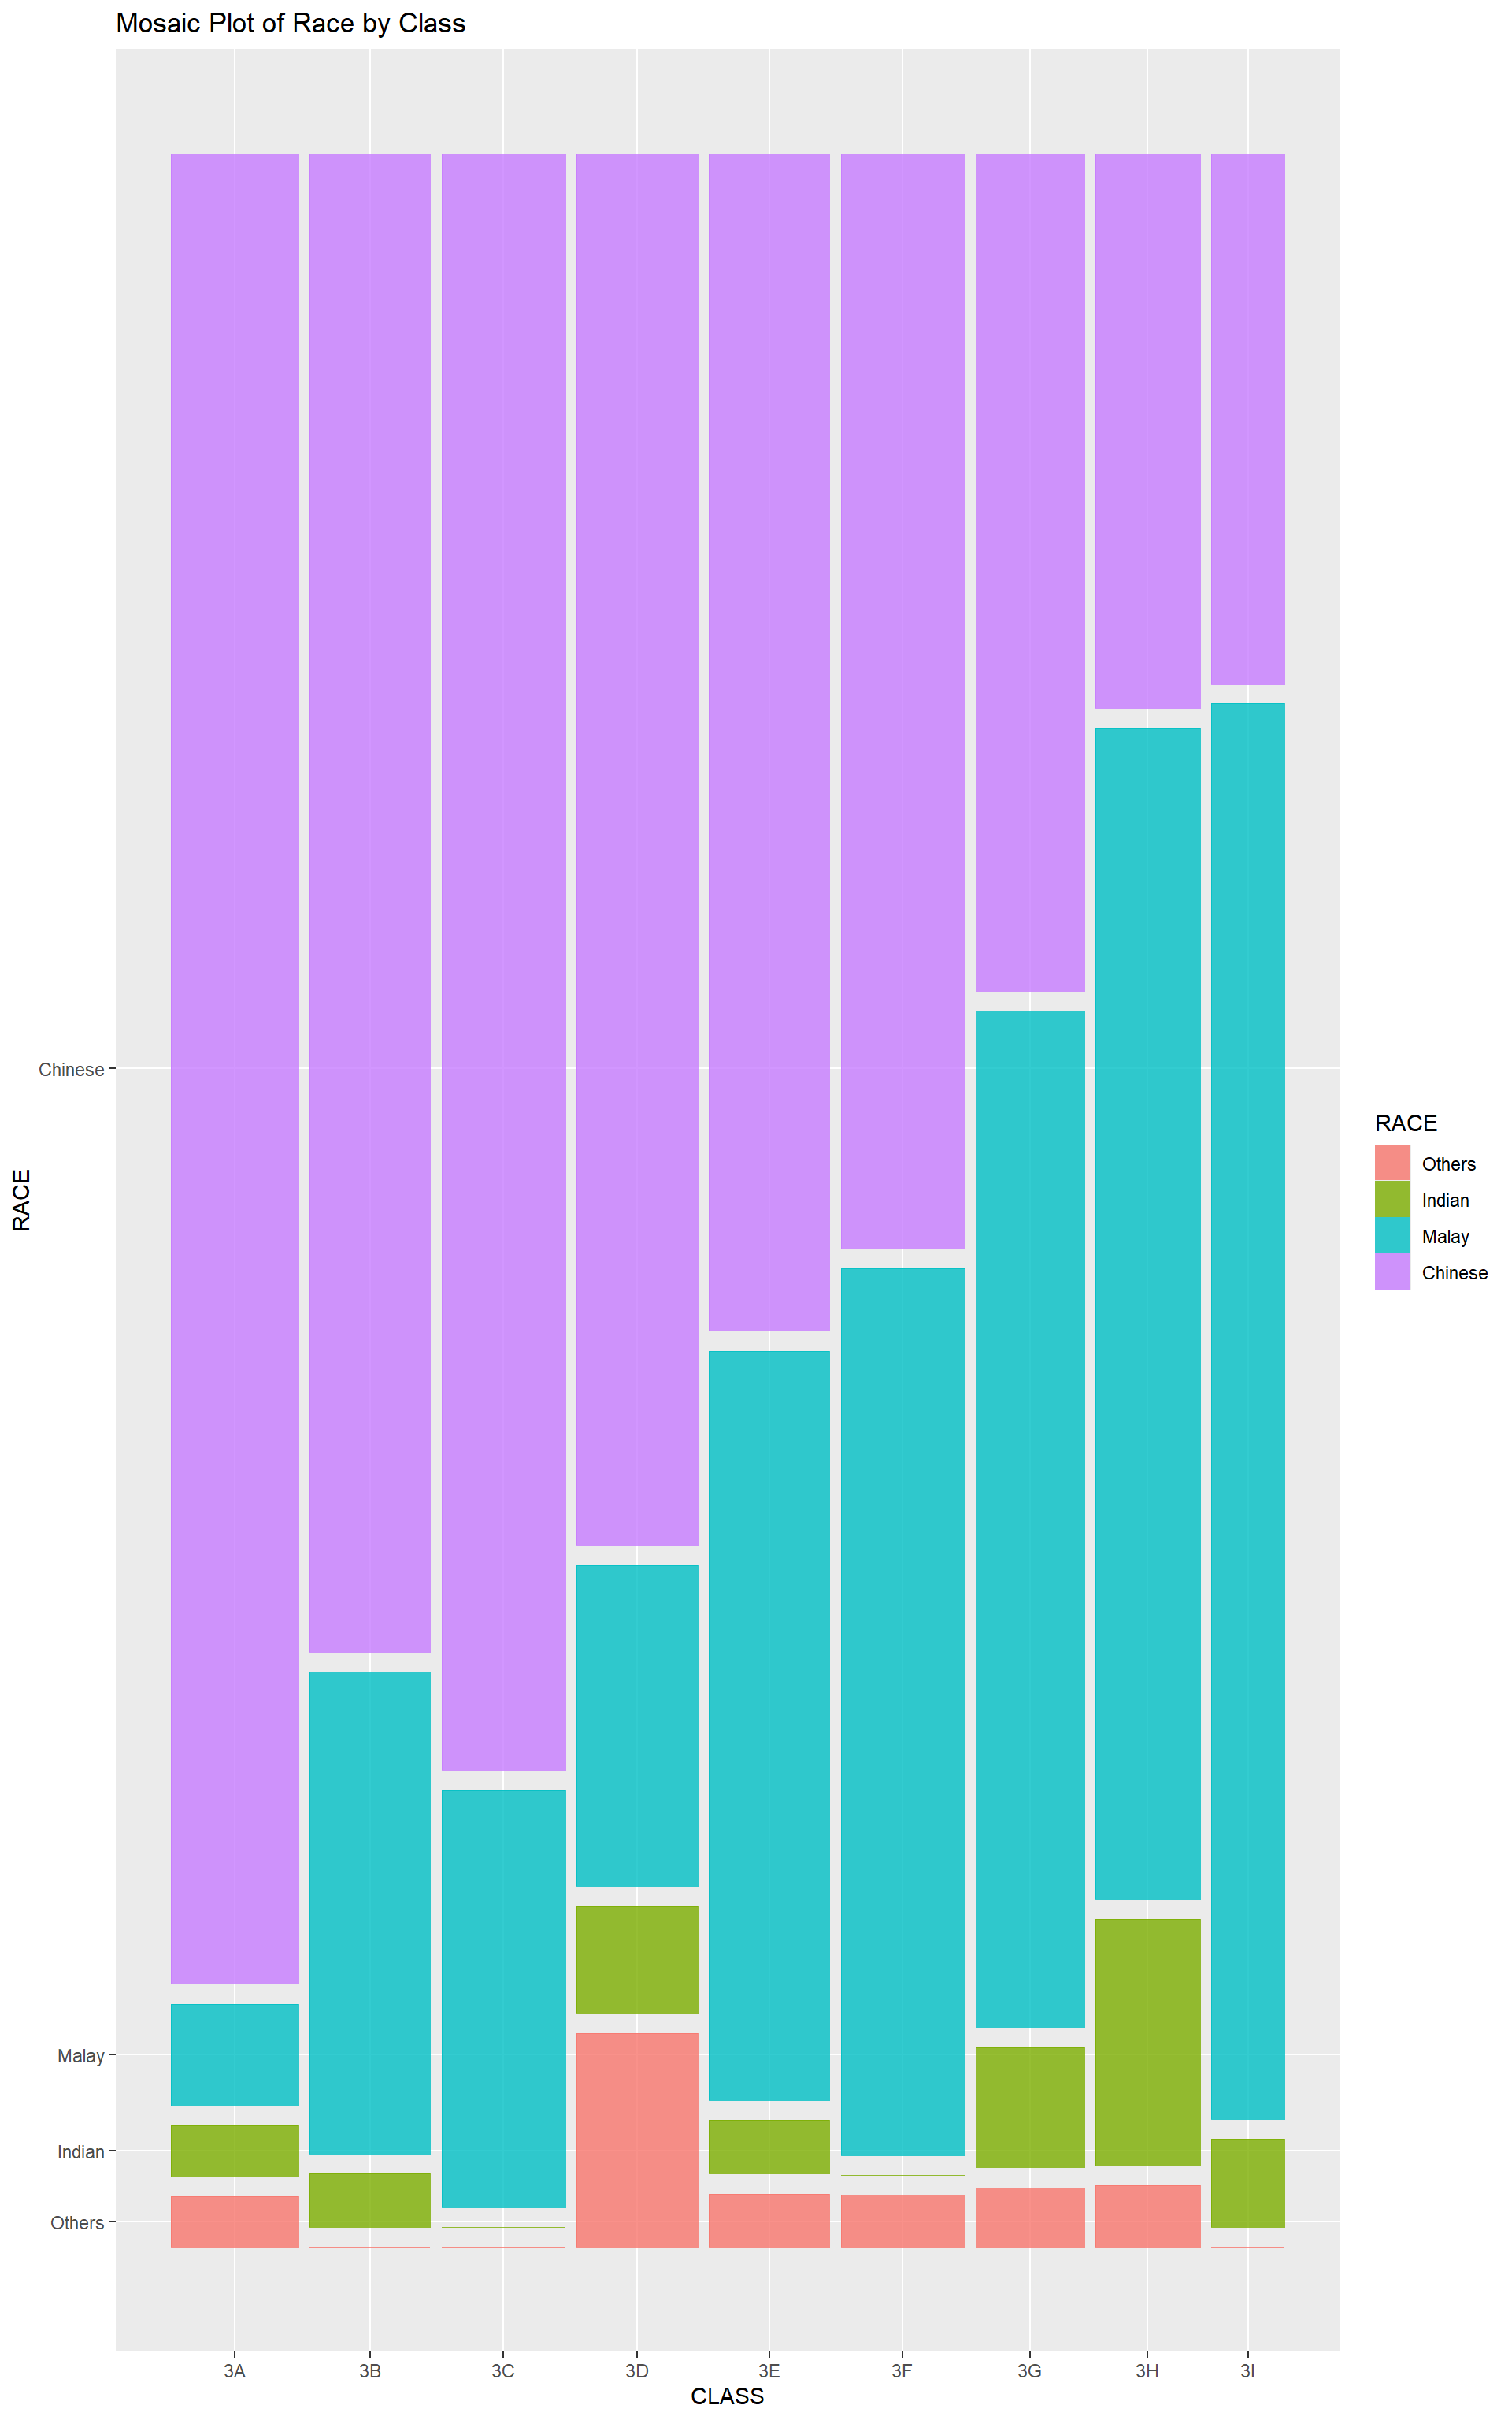 Mosaic Plot of Race by Class
RACE
Chinese
Malay
Indian
Others
3A 3B 3C 3D 3E 3F 3G 3H 3I
CLASS
RACE
Others
Indian
Malay
Chinese